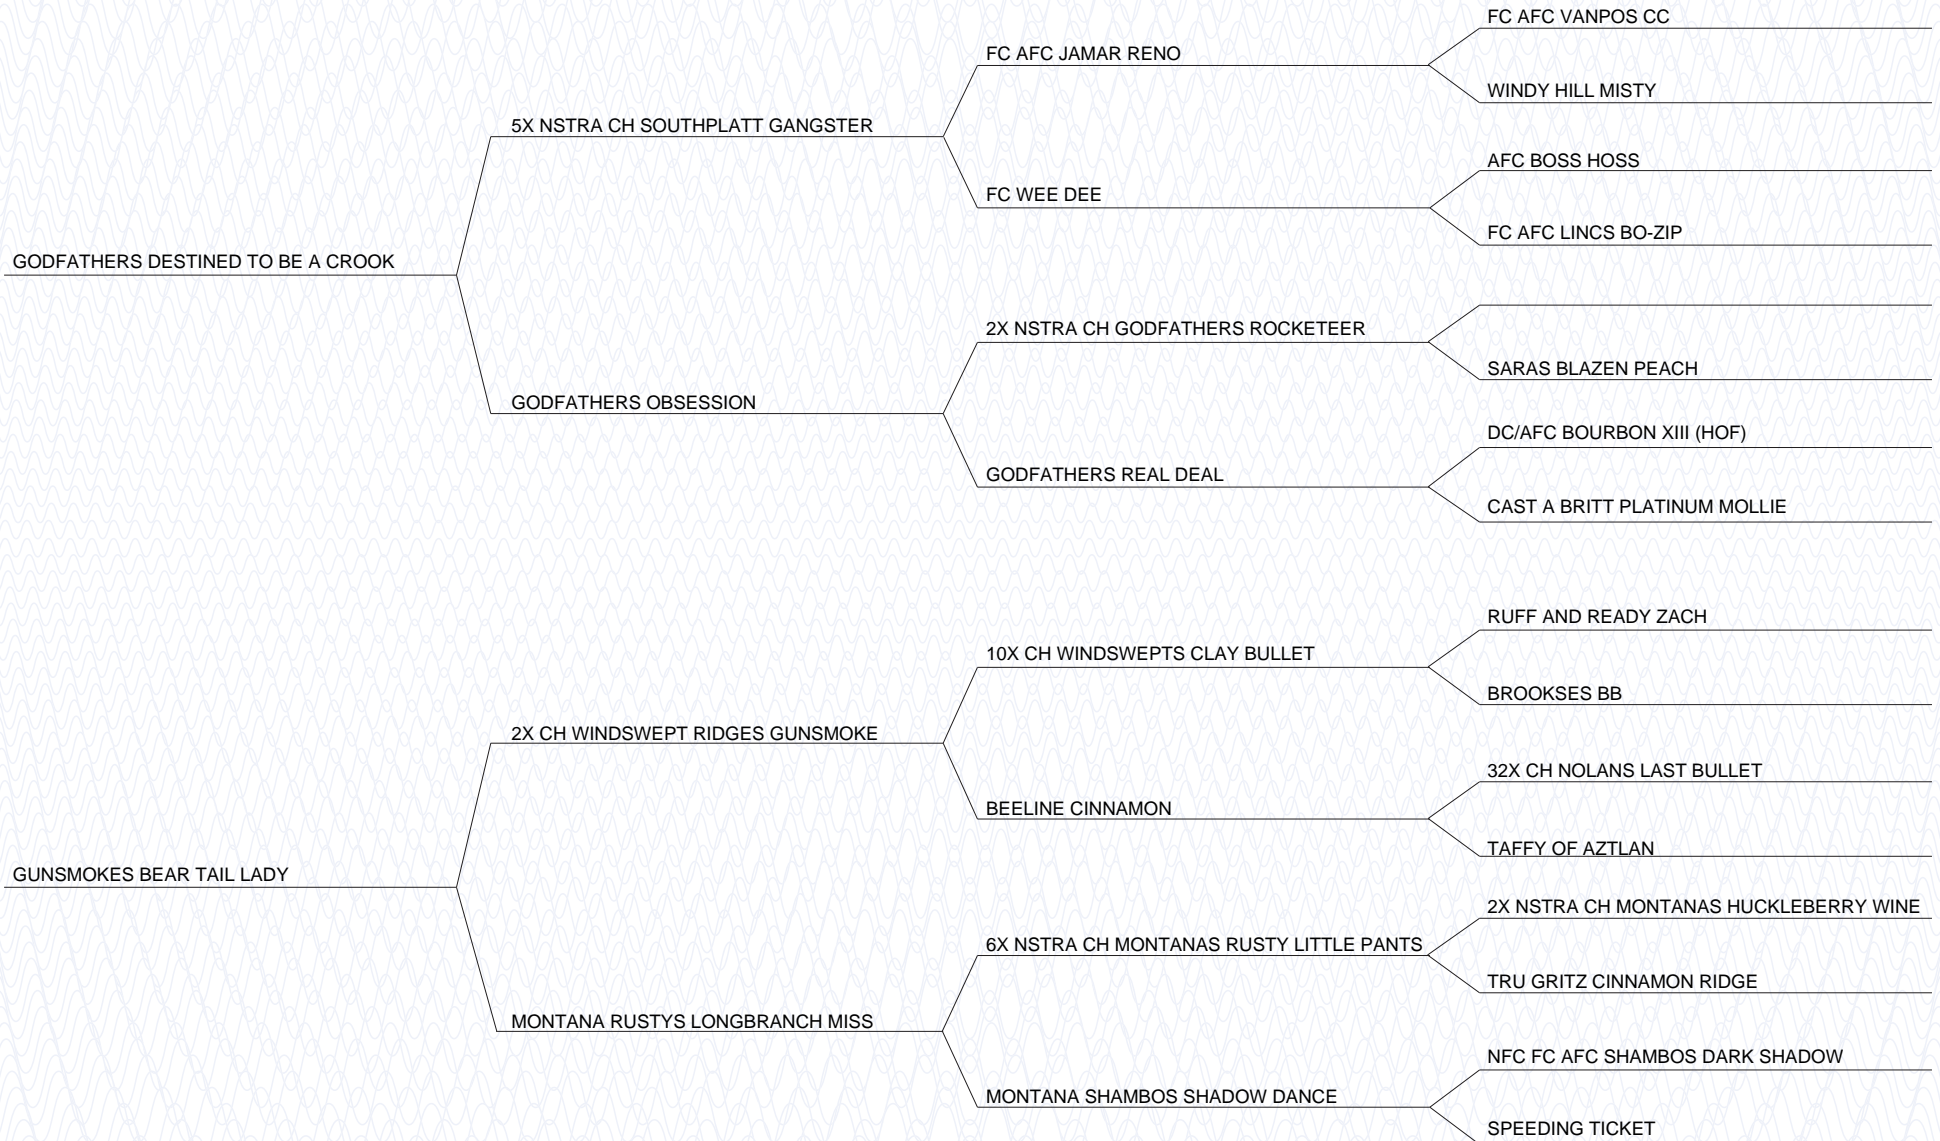 FC AFC VANPOS CC
FC AFC JAMAR RENO
WINDY HILL MISTY
5X NSTRA CH SOUTHPLATT GANGSTER
AFC BOSS HOSS
FC WEE DEE
FC AFC LINCS BO-ZIP
GODFATHERS DESTINED TO BE A CROOK
2X NSTRA CH GODFATHERS ROCKETEER
SARAS BLAZEN PEACH
GODFATHERS OBSESSION
DC/AFC BOURBON XIII (HOF)
GODFATHERS REAL DEAL
CAST A BRITT PLATINUM MOLLIE
RUFF AND READY ZACH
10X CH WINDSWEPTS CLAY BULLET
BROOKSES BB
2X CH WINDSWEPT RIDGES GUNSMOKE
32X CH NOLANS LAST BULLET
BEELINE CINNAMON
TAFFY OF AZTLAN
GUNSMOKES BEAR TAIL LADY
2X NSTRA CH MONTANAS HUCKLEBERRY WINE
6X NSTRA CH MONTANAS RUSTY LITTLE PANTS
TRU GRITZ CINNAMON RIDGE
MONTANA RUSTYS LONGBRANCH MISS
NFC FC AFC SHAMBOS DARK SHADOW
MONTANA SHAMBOS SHADOW DANCE
SPEEDING TICKET